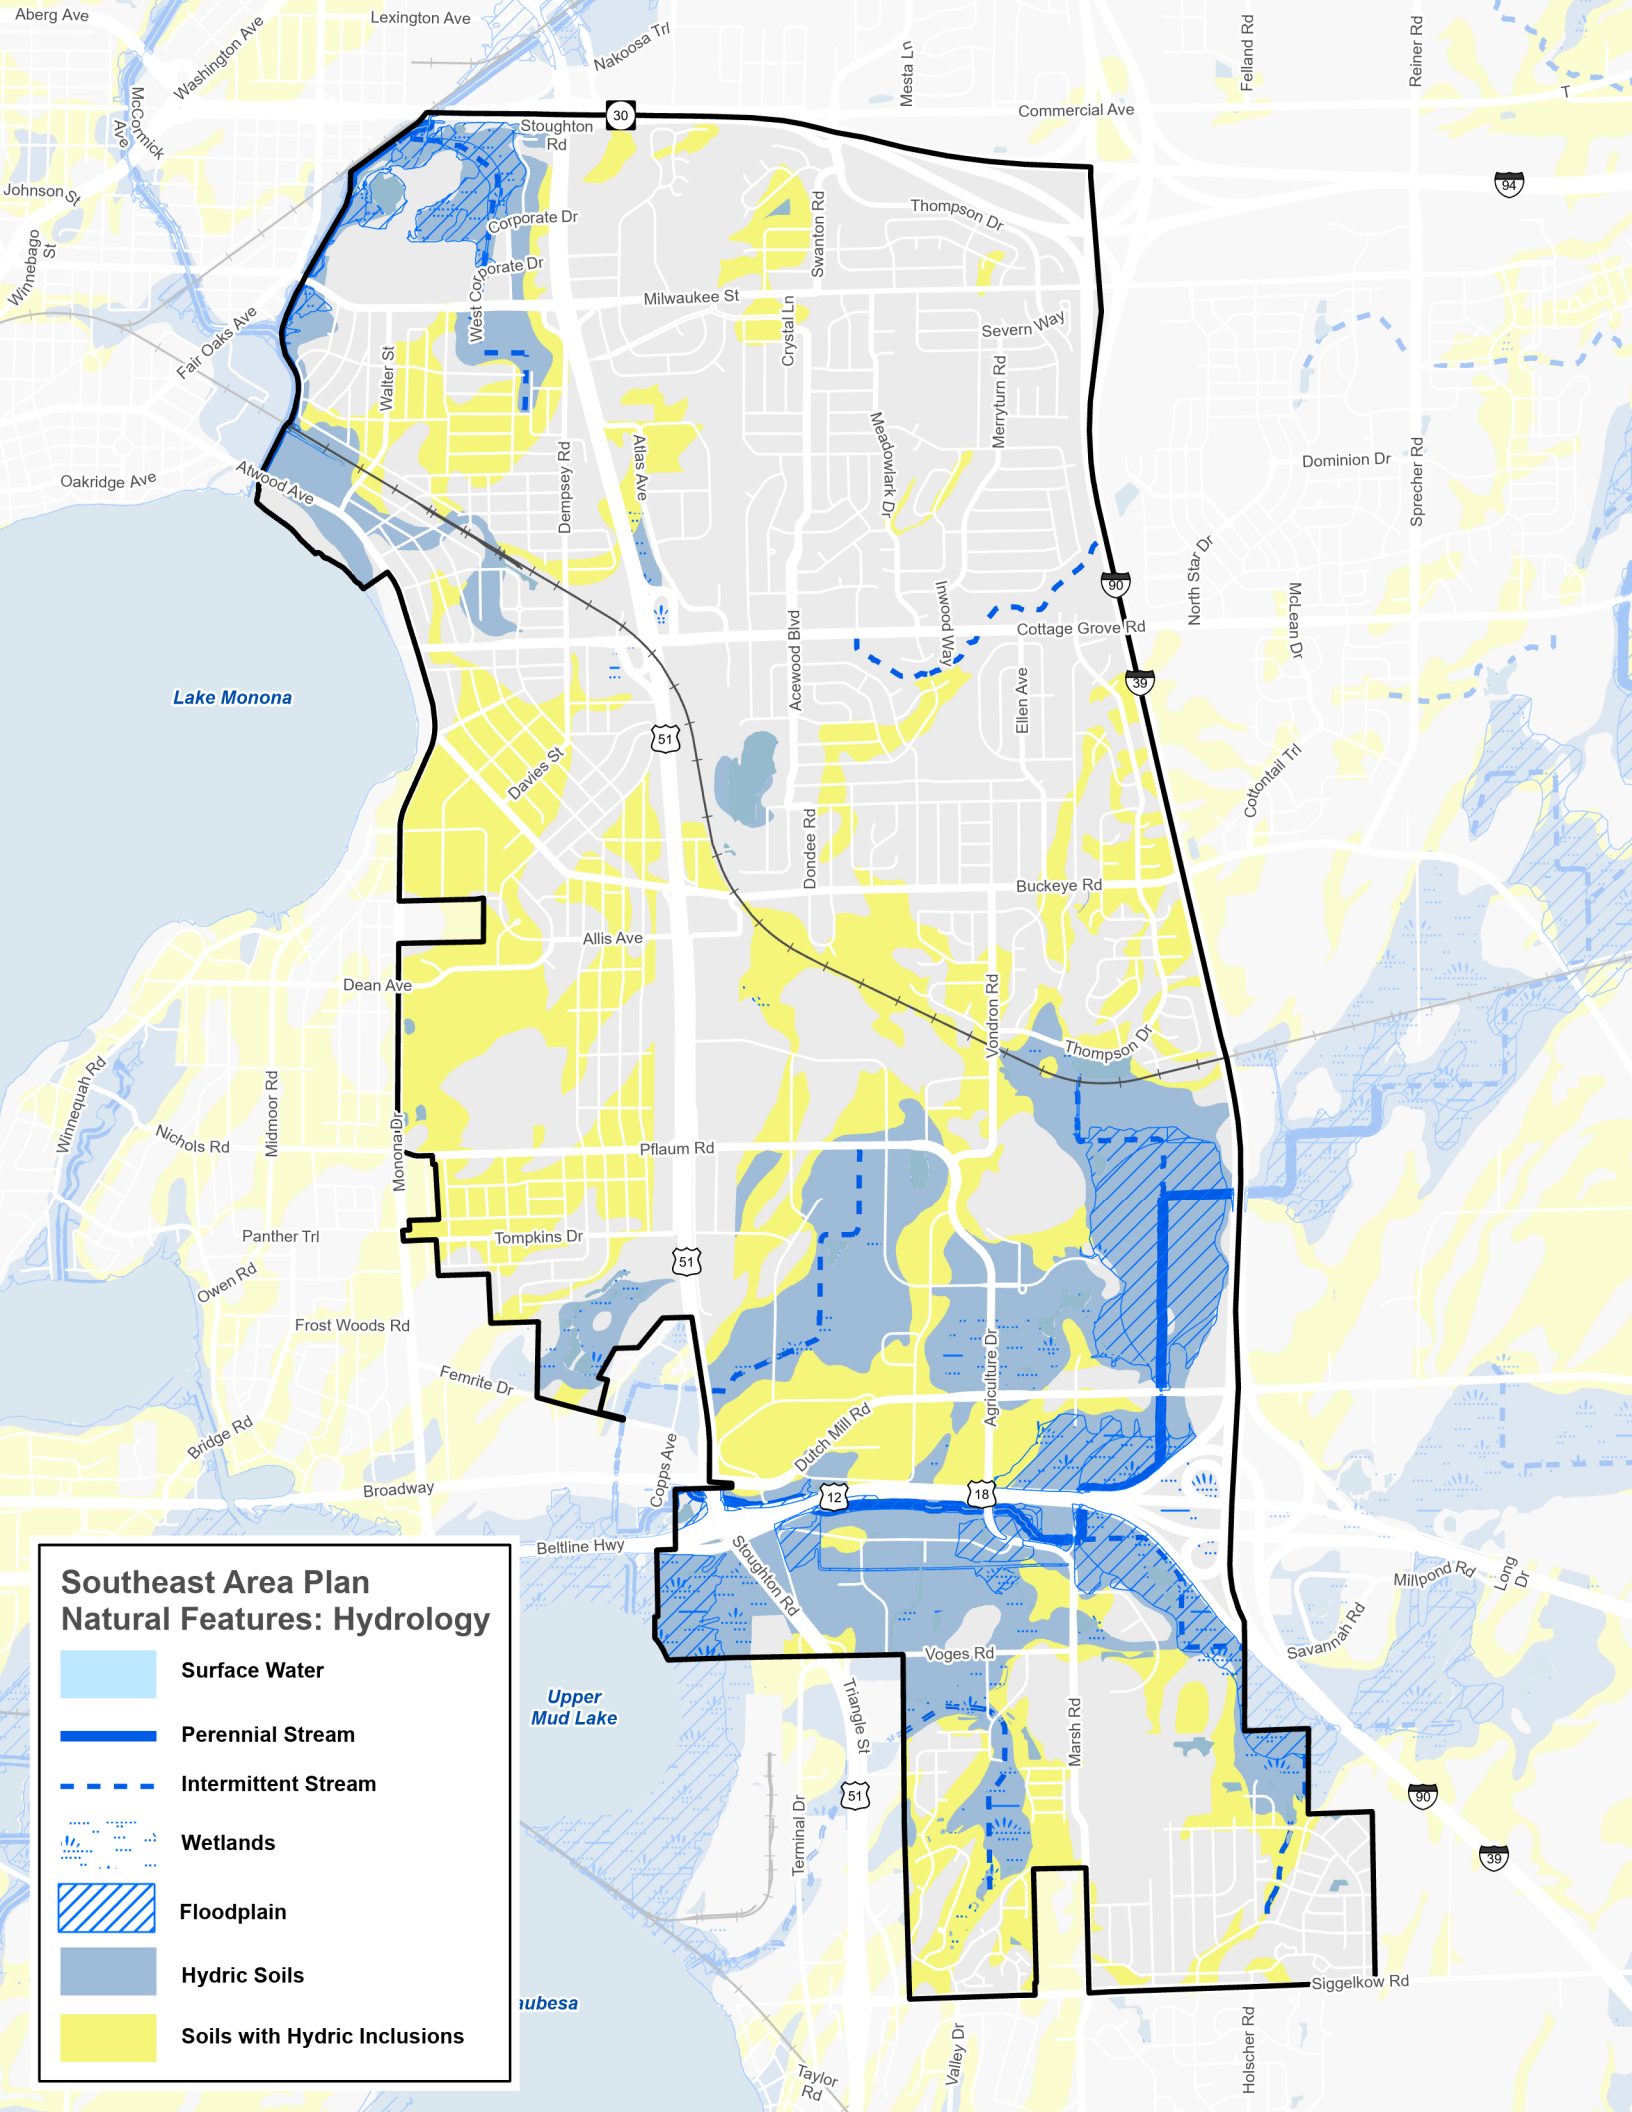 Aberg Ave
Lexington Ave
Washington Ave
Nakoosa Trl
Mesta Ln
Felland Rd
Reiner Rd
T
McCormick
Ave
Commercial Ave
30
Stoughton
Rd
94
Johnson St
Winnebago
St
Corporate Dr
Thompson Dr
Swanton Rd
West Corporate Dr
Milwaukee St
Fair Oaks Ave
Walter St
Crystal Ln
Severn Way
Merryturn Rd
Meadowlark Dr
Atlas Ave
Dempsey Rd
Atwood Ave
Oakridge Ave
Dominion Dr
Sprecher Rd
North Star Dr
McLean Dr
90
Inwood Way
Cottage Grove Rd
Acewood Blvd
Ellen Ave
39
Lake Monona
51
Davies St
Cottontail Trl
Dondee Rd
Buckeye Rd
Allis Ave
Dean Ave
Vondron Rd
Thompson Dr
Winnequah Rd
Midmoor Rd
Nichols Rd
Monona Dr
Pflaum Rd
Panther Trl
Tompkins Dr
51
Owen Rd
Frost Woods Rd
Femrite Dr
Agriculture Dr
Bridge Rd
Dutch Mill Rd
Copps Ave
Broadway
12
18
Beltline Hwy
Stoughton Rd
Millpond Rd
Long
Dr
Savannah Rd
Voges Rd
Triangle St
Marsh Rd
Upper
Mud Lake
51
90
Terminal Dr
39
Siggelkow Rd
aubesa
Valley Dr
Holscher Rd
Taylor
Rd
Southeast Area Plan
Natural Features: Hydrology
Surface Water
Perennial Stream
Intermittent Stream
Wetlands
Floodplain
Hydric Soils
Soils with Hydric Inclusions